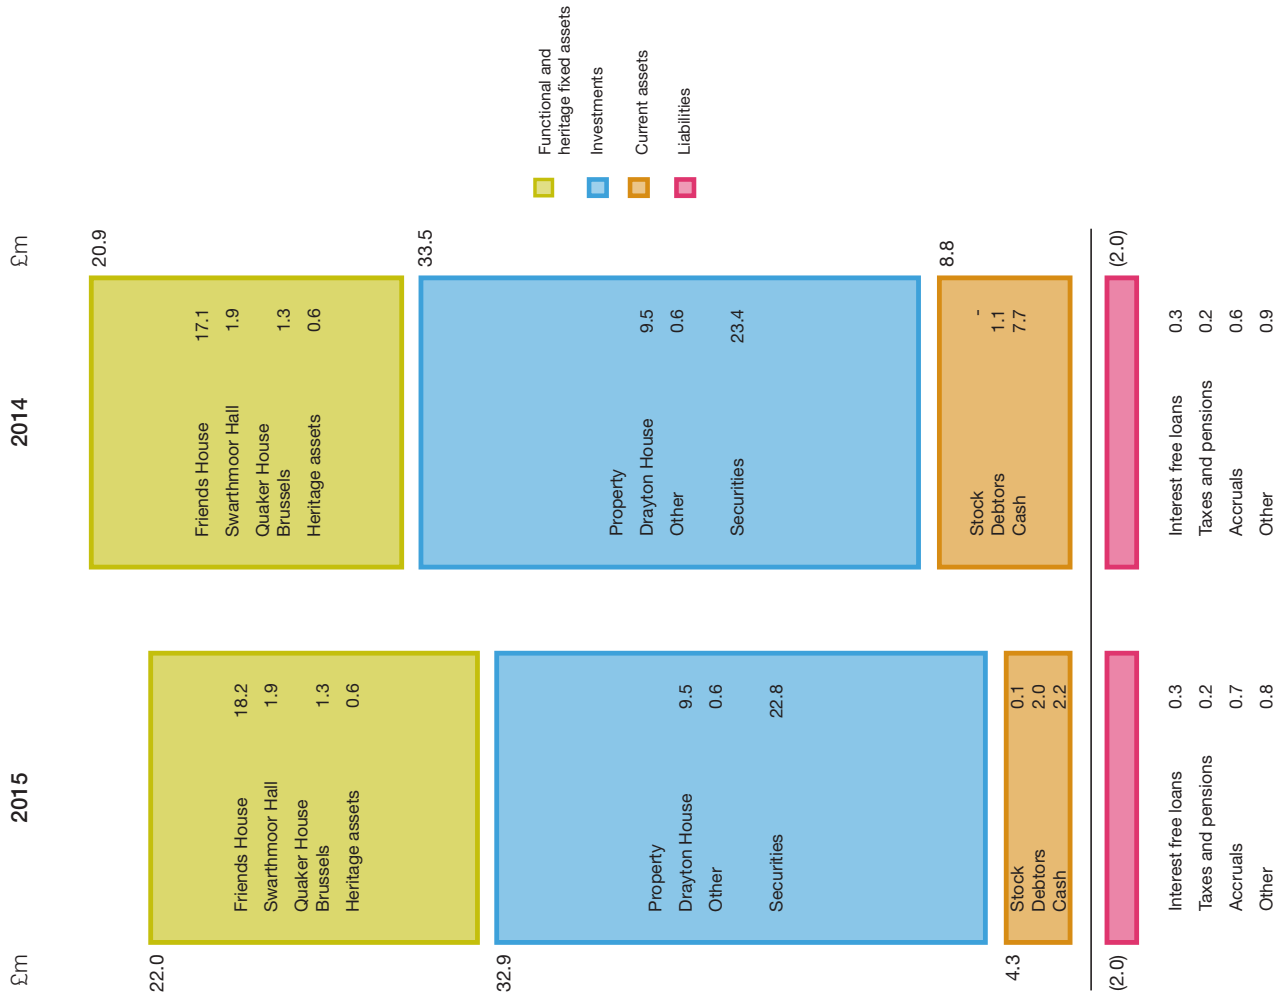 2015 2014
£m £m
22.0
Friends House 18.2
Swarthmoor Hall 1.9
Quaker House
Brussels 1.3
Heritage assets 0.6
32.9
Property
Drayton House 9.5
Other 0.6
Securities 22.8
4.3
Stock 0.1
Debtors 2.0
Cash 2.2
(2.0)
Interest free loans 0.3
Taxes and pensions 0.2
Accruals 0.7
Other 0.8
20.9
Friends House 17.1
Swarthmoor Hall 1.9
Quaker House
Brussels 1.3
Heritage assets 0.6
33.5
Property
Drayton House 9.5
Other 0.6
Securities 23.4
8.8
Stock -
Debtors 1.1
Cash 7.7
(2.0)
Interest free loans 0.3
Taxes and pensions 0.2
Accruals 0.6
Other 0.9
Functional and
heritage fixed assets
Investments
Current assets
Liabilities